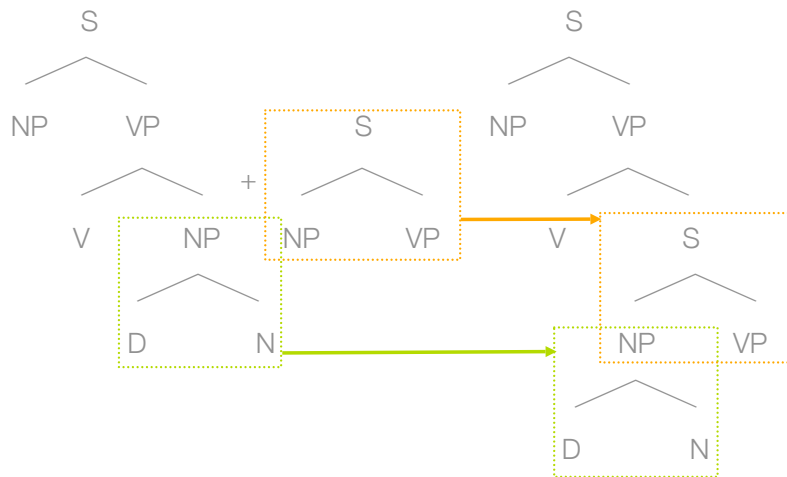 S S
NP VP S NP VP
+
V NP NP VP V S
D N NP VP
D N